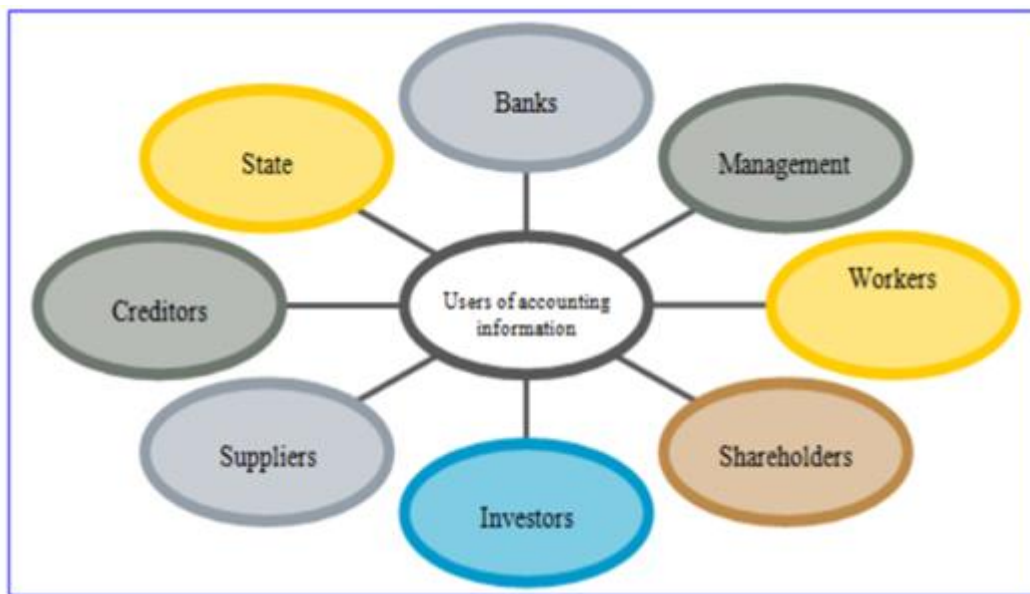 Banks
State
Management
Workers
Creditors
Users of accounting
information
Suppliers
Shareholders
Investors